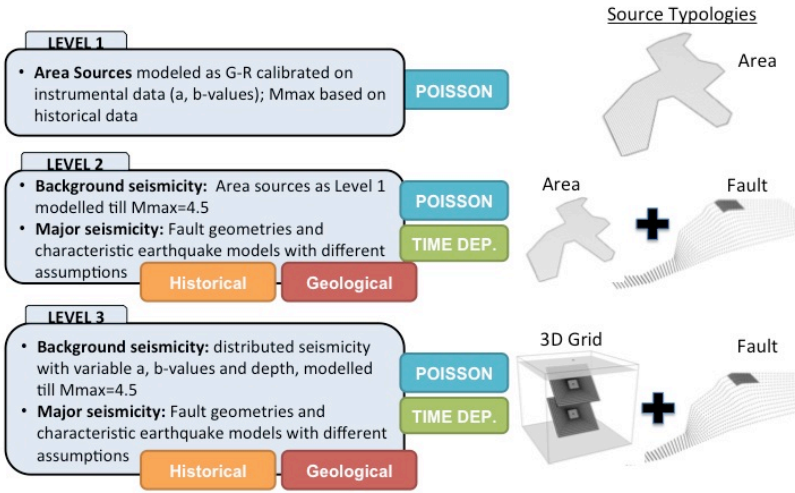 Source Typologies
LEVEL 1
• Area Sources modeled as G-R calibrated on
instrumental data (a, b-values); Mmax based on
historical data
POISSON
Area
LEVEL 2
• Background seismicity: Area sources as Level 1
modelled till Mmax=4.5
• Major seismicity: Fault geometries and
characteristic earthquake models with different
assumptions
POISSON
TIME DEP.
Historical
Geological
Area
Fault
LEVEL 3
• Background seismicity: distributed seismicity
with variable a, b-values and depth, modelled
till Mmax=4.5
• Major seismicity: Fault geometries and
characteristic earthquake models with different
assumptions
POISSON
TIME DEP.
Historical
Geological
3D Grid
Fault